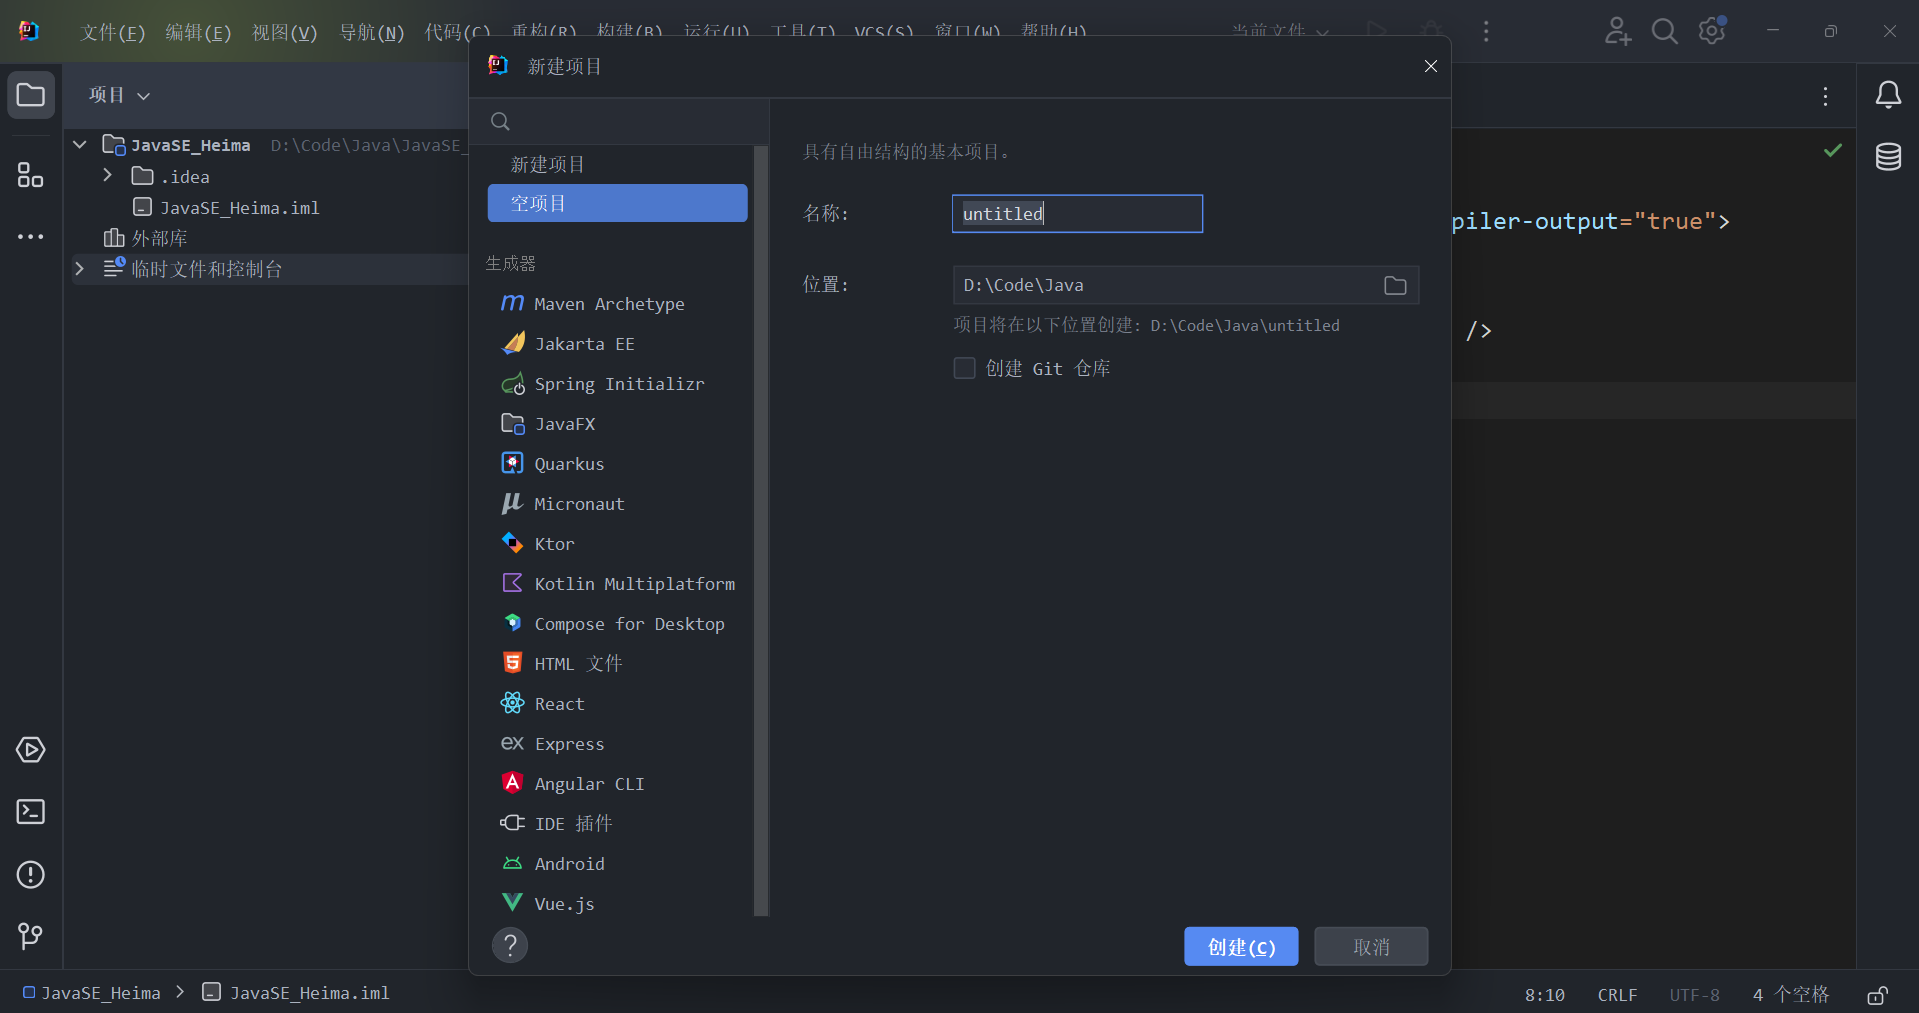 文件(F) 编辑(E) 视图(V) 导航(N) 代码(C) 重构(R) 构建(B) 运行(U) 工具(T) VCS(S) 窗口(W) 帮助(H) 当前文件
项目
JavaSE_Heima D:\Code\Java\JavaSE_
.idea
JavaSE_Heima.iml
外部库
临时文件和控制台
新建项目
新建项目
空项目
生成器
Maven Archetype
Jakarta EE
Spring Initializr
JavaFX
Quarkus
Micronaut
Ktor
Kotlin Multiplatform
Compose for Desktop
HTML 文件
React
Express
Angular CLI
IDE 插件
Android
Vue.js
具有自由结构的基本项目。
名称: untitled
位置: D:\Code\Java
项目将在以下位置创建: D:\Code\Java\untitled
创建 Git 仓库
?
创建(C) 取消
piler-output="true">
/>
JavaSE_Heima > JavaSE_Heima.iml
8:10 CRLF UTF-8 4 个空格